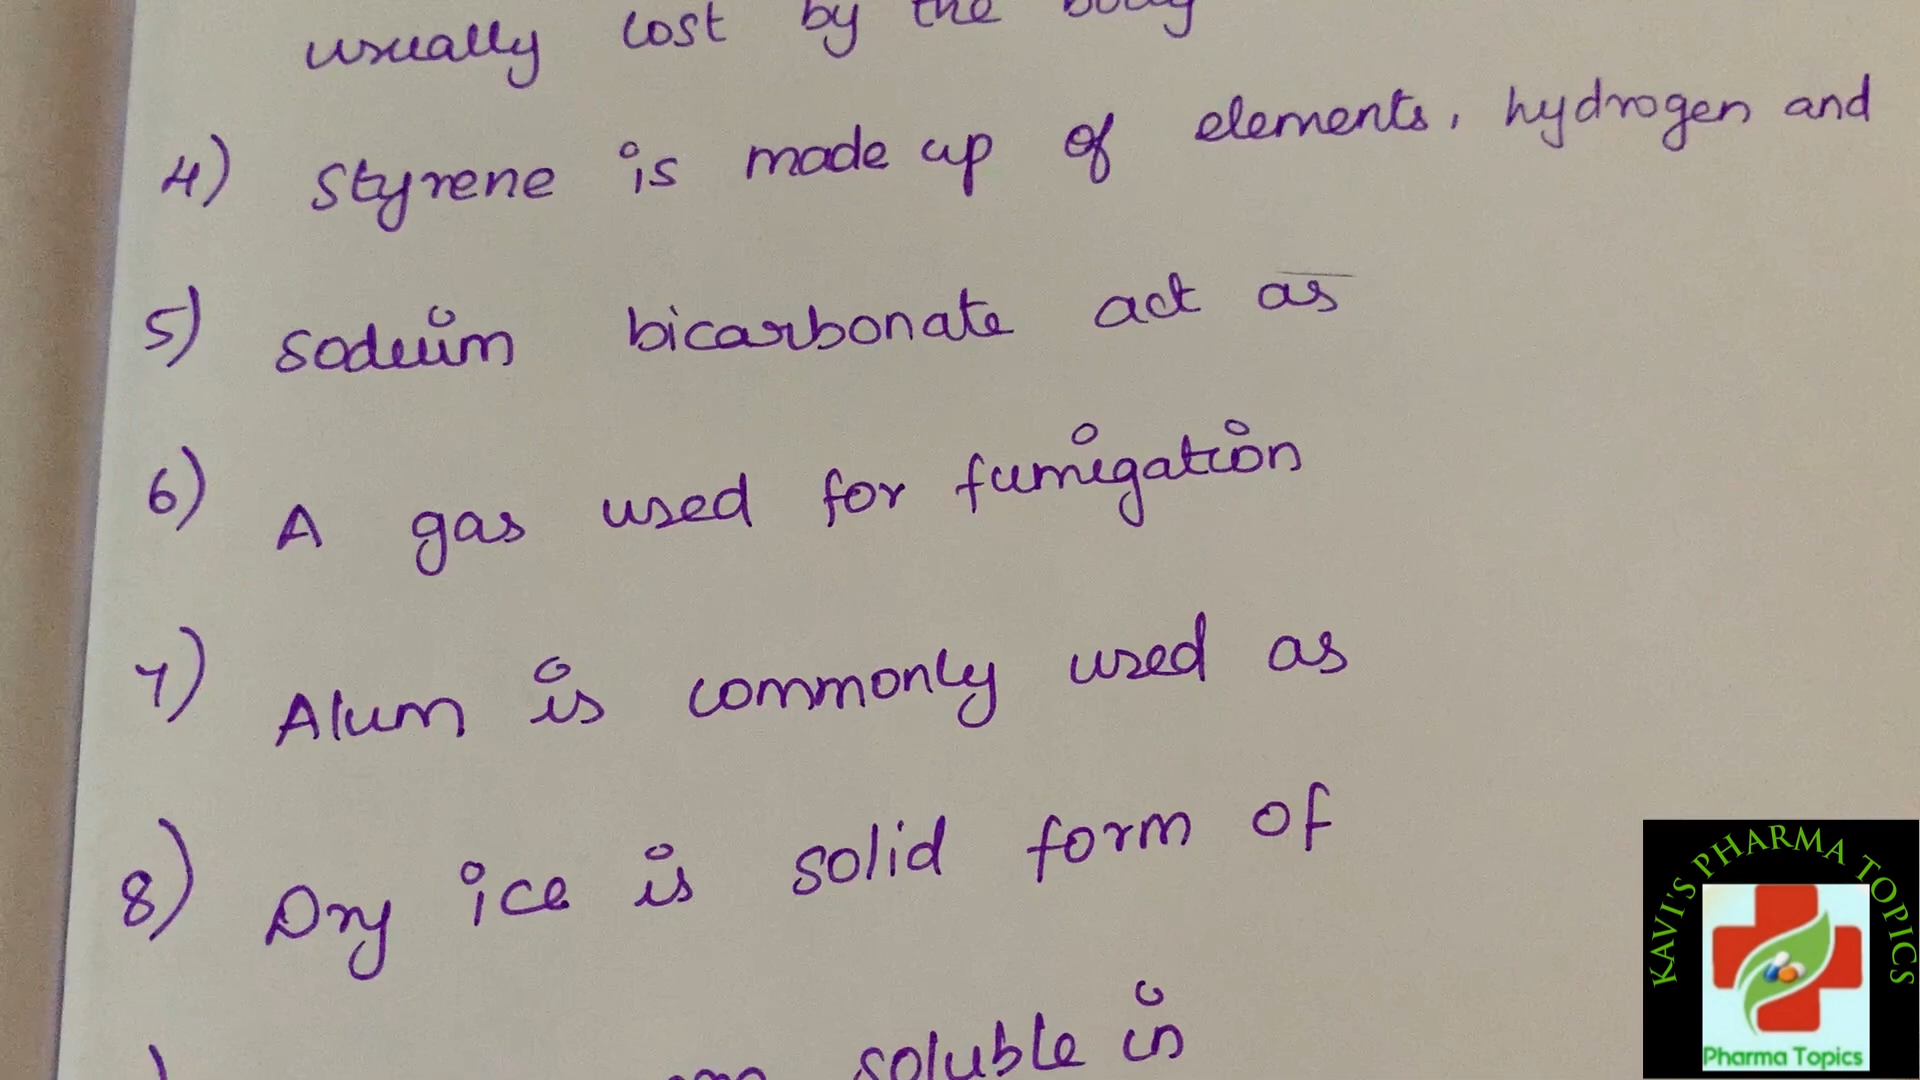 usually lost by the body
4) Styrene is made up of elements, hydrogen and
5) Sodium bicarbonate act as
6) A gas used for fumigation
7) Alum is commonly used as
8) Dry ice is solid form of
soluble in
KAVI'S PHARMA TOPICS
Pharma Topics